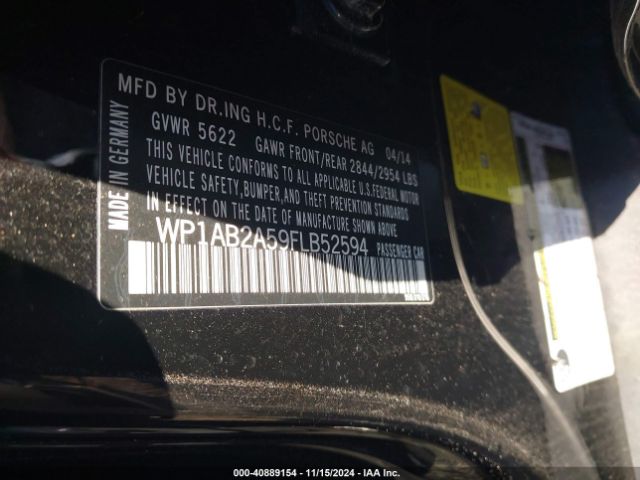 MFD BY DR.ING H.C.F. PORSCHE AG 04/14
GVWR 5622 GAWR FRONT/REAR 2844/2954 LBS
THIS VEHICLE CONFORMS TO ALL APPLICABLE U.S. FEDERAL MOTOR
VEHICLE SAFETY, BUMPER, AND THEFT PREVENTION STANDARDS
IN EFFECT ON THE DATE OF MANUFACTURE SHOWN ABOVE
WP1AB2A59FLB52594 PASSENGER CAR
MADE IN GERMANY
000-40889154 - 11/15/2024 - IAA Inc.